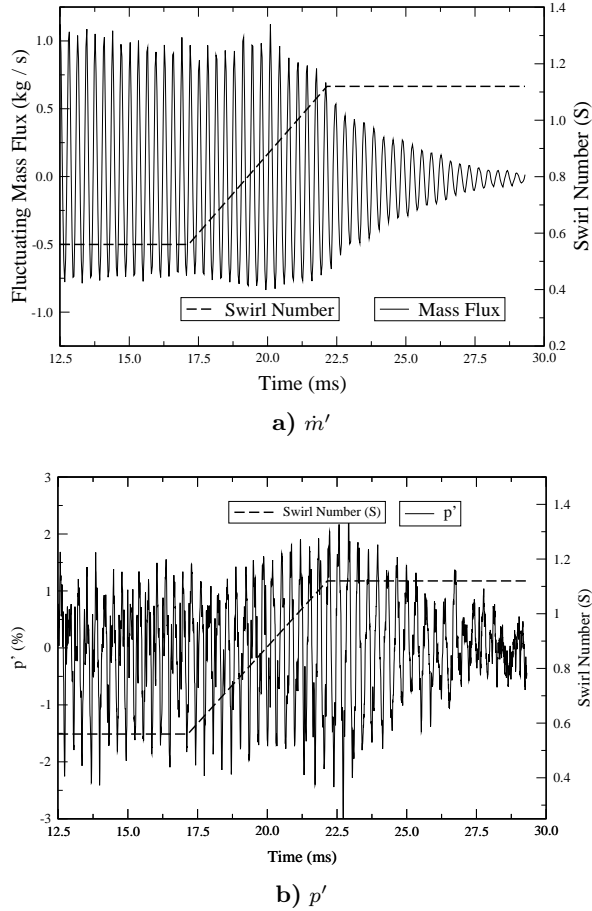 1.0
0.5
0.0
-0.5
-1.0
Fluctuating Mass Flux (kg / s)
1.4
1.2
1.0
0.8
0.6
0.4
0.2
Swirl Number (S)
Swirl Number
Mass Flux
12.5 15.0 17.5 20.0 22.5 25.0 27.5 30.0
Time (ms)
a) ṁ′
3
2
1
0
-1
-2
-3
p' (%)
Swirl Number (S)
p'
1.4
1.2
1
0.8
0.6
0.4
Swirl Number (S)
12.5 15.0 17.5 20.0 22.5 25.0 27.5 30.0
Time (ms)
b) p′